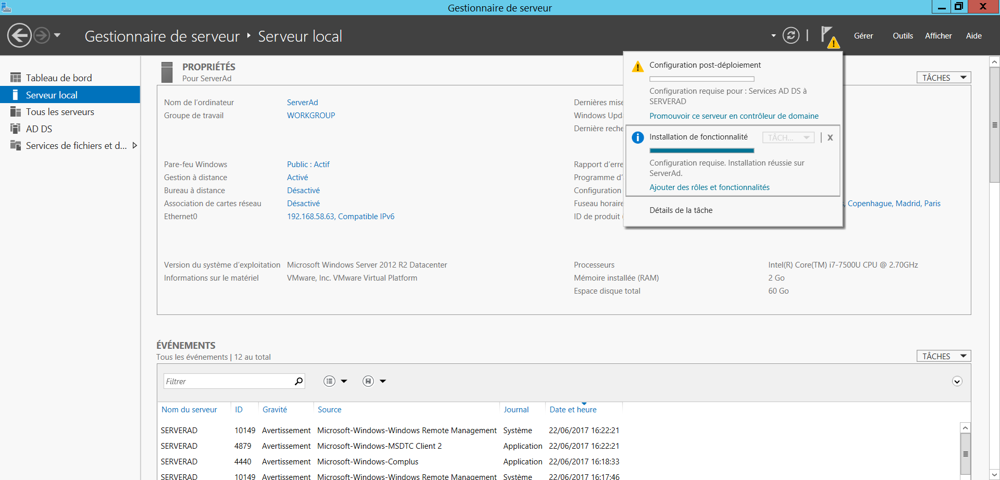 Gestionnaire de serveur
Gestionnaire de serveur ‣ Serveur local
Gérer Outils Afficher Aide
Tableau de bord
Serveur local
Tous les serveurs
AD DS
Services de fichiers et d...
PROPRIÉTÉS
Pour ServerAd
TÂCHES
Nom de l'ordinateur ServerAd
Groupe de travail WORKGROUP
Dernières mise
Windows Upd
Dernière reche
Pare-feu Windows Public : Actif
Gestion à distance Activé
Bureau à distance Désactivé
Association de cartes réseau Désactivé
Ethernet0 192.168.58.63, Compatible IPv6
Rapport d'erre
Programme d'
Configuration
Fuseau horaire , Copenhague, Madrid, Paris
ID de produit
Version du système d'exploitation Microsoft Windows Server 2012 R2 Datacenter
Informations sur le matériel VMware, Inc. VMware Virtual Platform
Processeurs Intel(R) Core(TM) i7-7500U CPU @ 2.70GHz
Mémoire installée (RAM) 2 Go
Espace disque total 60 Go
Configuration post-déploiement
Configuration requise pour : Services AD DS à
SERVERAD
Promouvoir ce serveur en contrôleur de domaine
Installation de fonctionnalité TÂCH... X
Configuration requise. Installation réussie sur
ServerAd.
Ajouter des rôles et fonctionnalités
Détails de la tâche
ÉVÉNEMENTS
Tous les événements | 12 au total
TÂCHES
Filtrer
Nom du serveur ID Gravité Source Journal Date et heure
SERVERAD 10149 Avertissement Microsoft-Windows-Windows Remote Management Système 22/06/2017 16:22:21
SERVERAD 4879 Avertissement Microsoft-Windows-MSDTC Client 2 Application 22/06/2017 16:22:21
SERVERAD 4440 Avertissement Microsoft-Windows-Complus Application 22/06/2017 16:18:33
SERVERAD 10149 Avertissement Microsoft-Windows-Windows Remote Management Système 22/06/2017 16:17:46